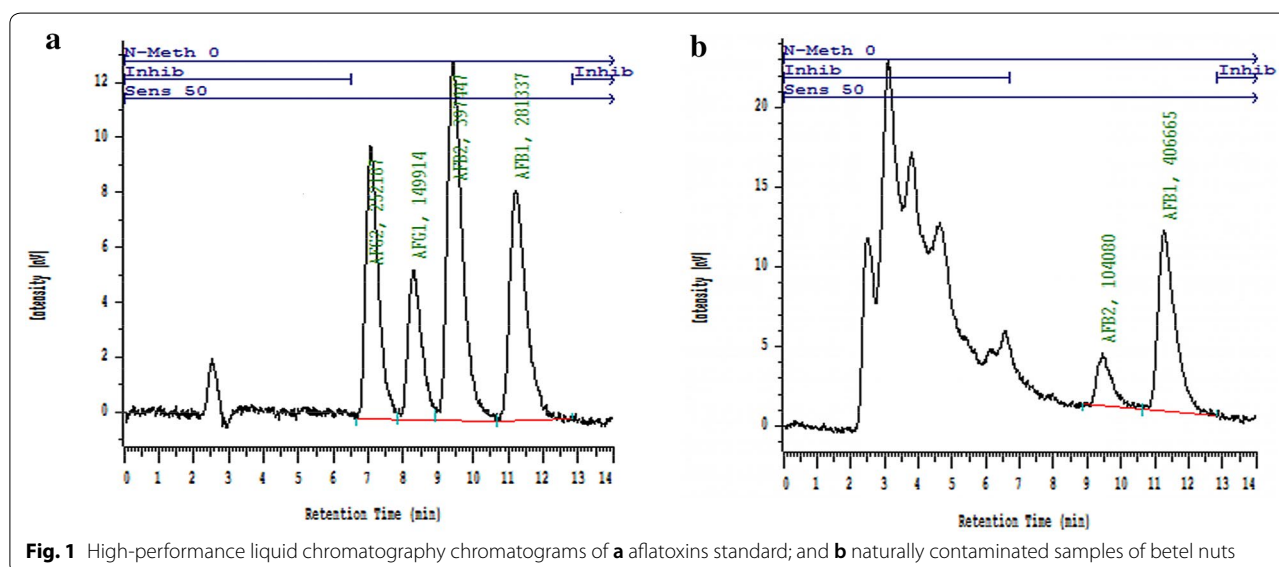 a
N-Meth 0
Inhib
Inhib
Sens 50
12
10
8
6
4
2
0
Intensity [mV]
AFG1, 149914
AFB2, 397447
AFB1, 281337
0 1 2 3 4 5 6 7 8 9 10 11 12 13 14
Retention Time (min)
b
N-Meth 0
Inhib
Inhib
Sens 50
20
15
10
5
0
Intensity [mV]
AFB2, 104080
AFB1, 406665
0 1 2 3 4 5 6 7 8 9 10 11 12 13 14
Retention Time (min)
Fig. 1 High-performance liquid chromatography chromatograms of a aflatoxins standard; and b naturally contaminated samples of betel nuts